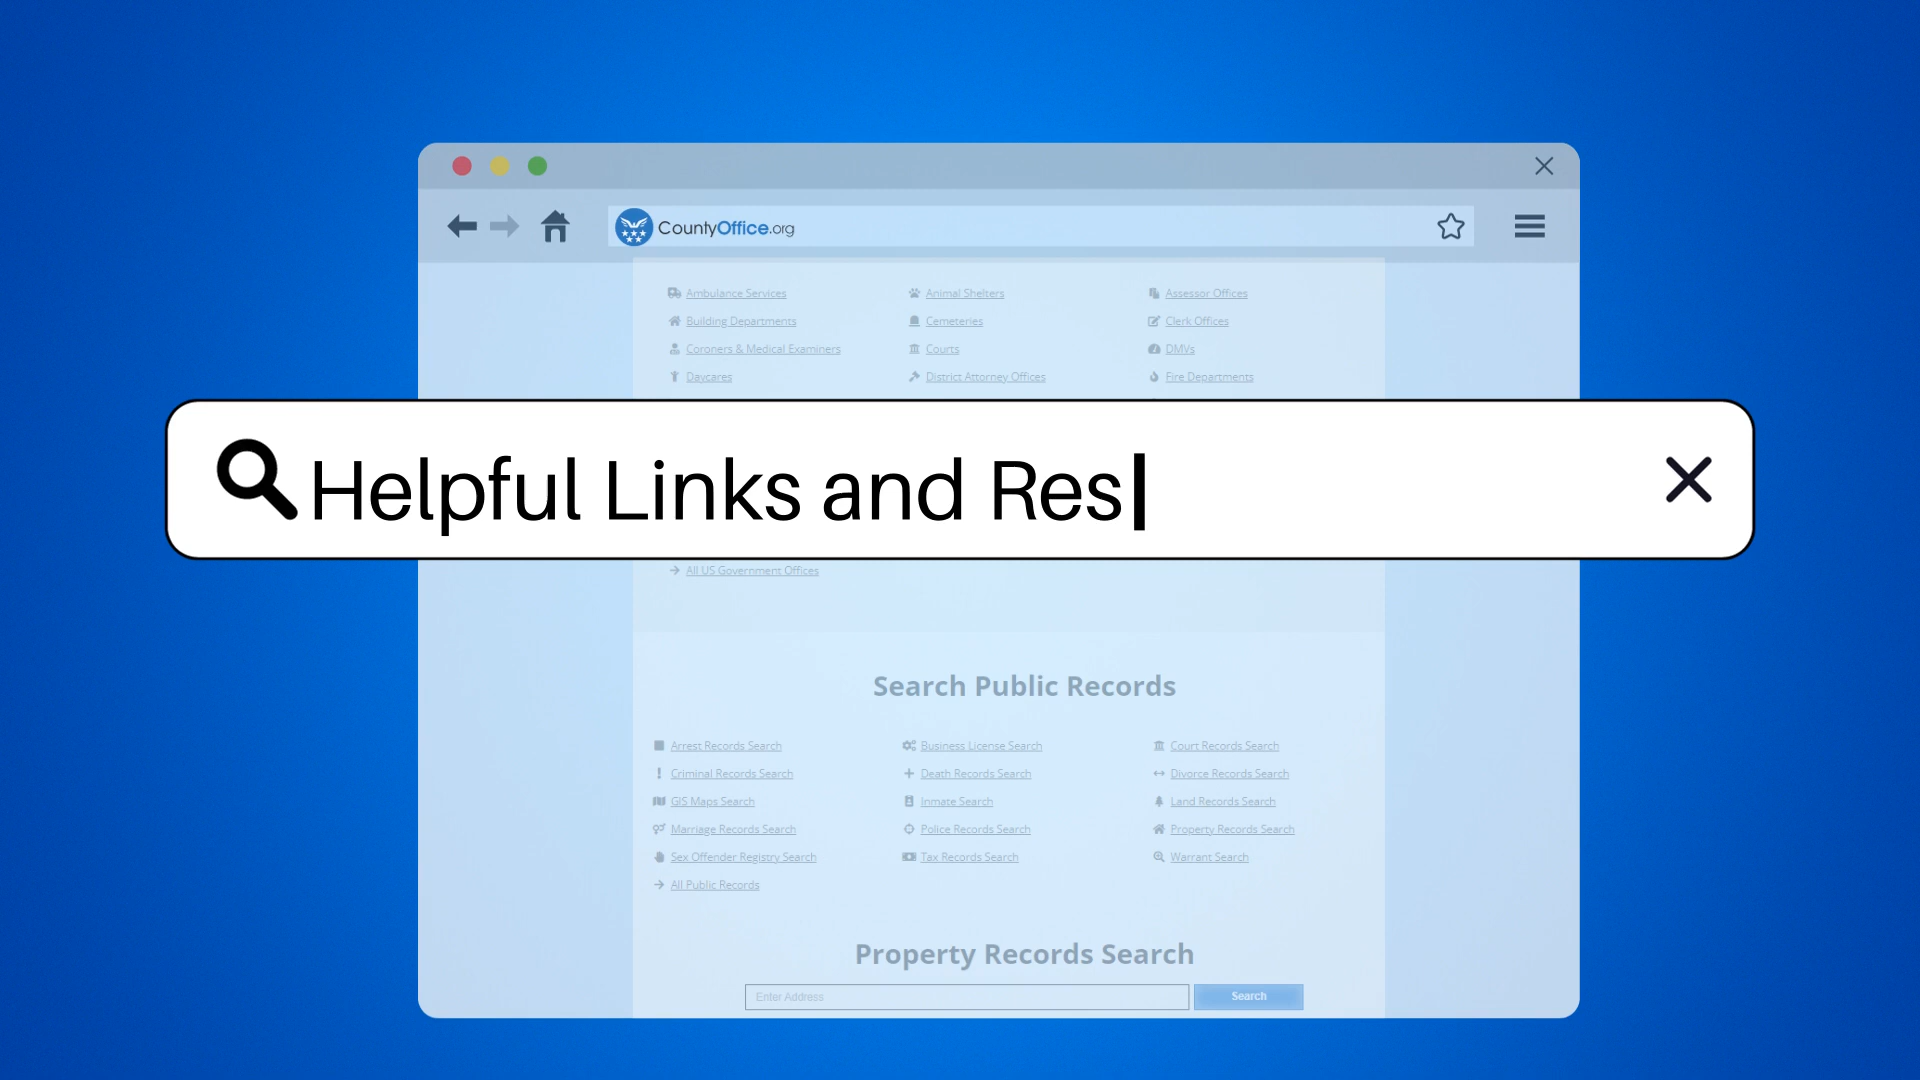 CountyOffice.org
Ambulance Services Animal Shelters Assessor Offices
Building Departments Cemeteries Clerk Offices
Coroners & Medical Examiners Courts DMVs
Daycares District Attorney Offices Fire Departments
Helpful Links and Res
All US Government Offices
Search Public Records
Arrest Records Search Business License Search Court Records Search
Criminal Records Search Death Records Search Divorce Records Search
GIS Maps Search Inmate Search Land Records Search
Marriage Records Search Police Records Search Property Records Search
Sex Offender Registry Search Tax Records Search Warrant Search
All Public Records
Property Records Search
Enter Address Search